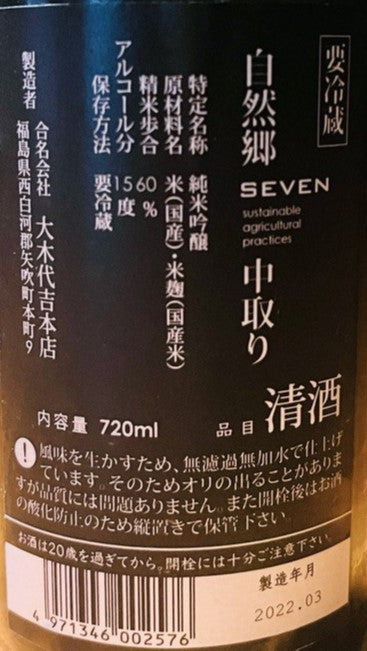 要冷蔵
自然郷
SEVEN
sustainable
agricultural
practices
中取り
特定名称 純米吟醸
原材料名 米(国産)・米麹(国産米)
精米歩合 60%
アルコール分 15度
保存方法 要冷蔵
製造者 合名会社 大木代吉本店
福島県西白河郡矢吹町本町9
品目 清酒
内容量 720ml
! 風味を生かすため、無濾過無加水で仕上げ
ています。そのためオリの出ることがありま
すが品質には問題ありません。また開栓後はお酒
の酸化防止のため縦置きで保管下さい。
お酒は20歳を過ぎてから。開栓には十分ご注意下さい。
製造年月
2022.03
4 971346 002576